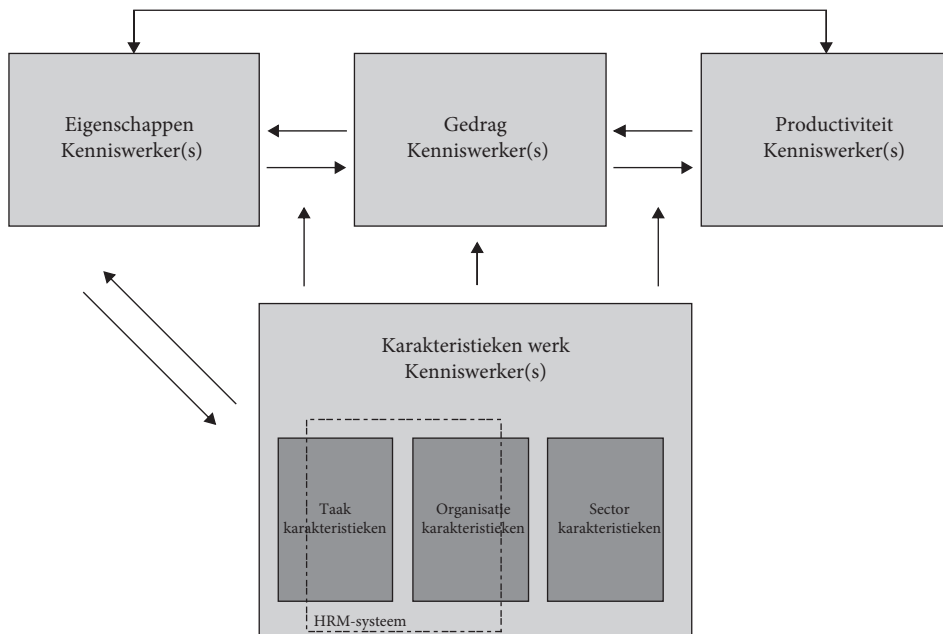 Eigenschappen
Kenniswerker(s)
Gedrag
Kenniswerker(s)
Productiviteit
Kenniswerker(s)
Karakteristieken werk
Kenniswerker(s)
Taak
karakteristieken
Organisatie
karakteristieken
Sector
karakteristieken
HRM-systeem